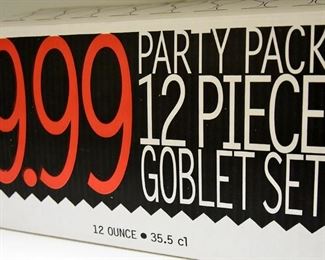 9.99
PARTY PACK
12 PIECE
GOBLET SET
12 OUNCE ● 35.5 cl